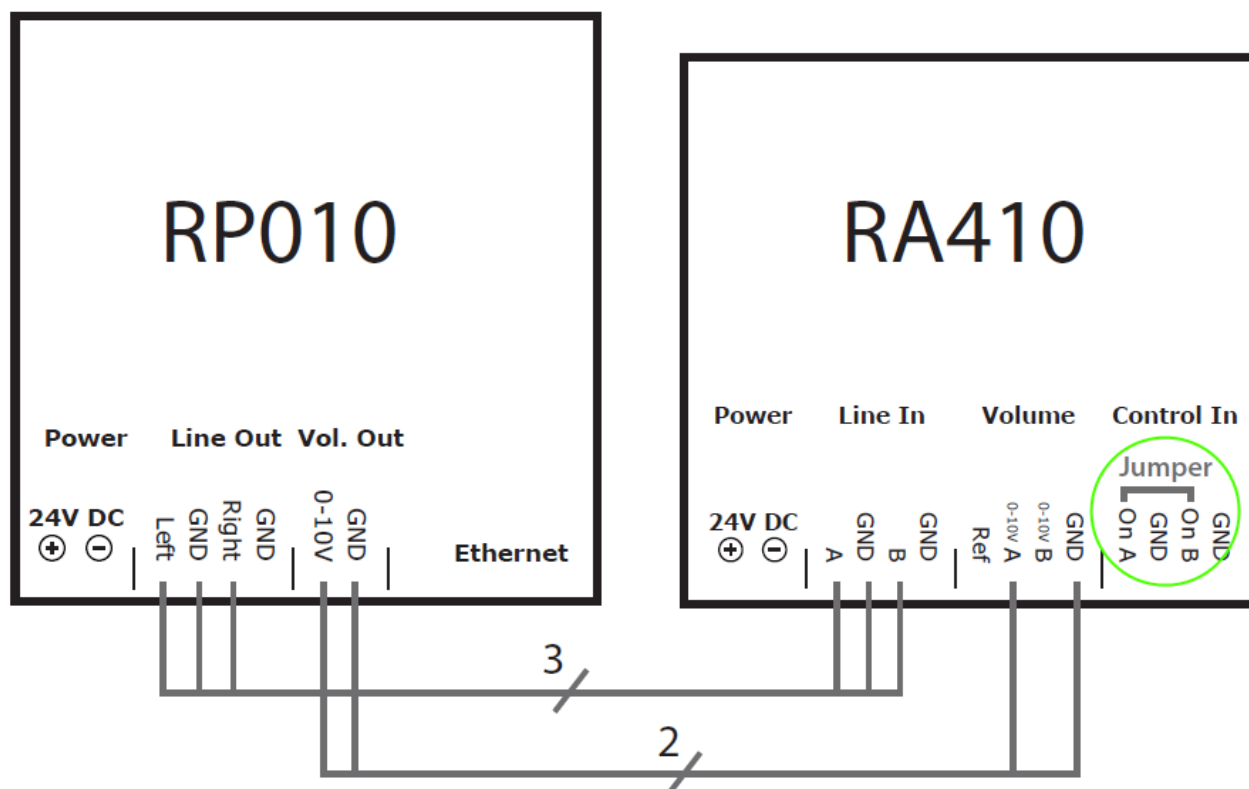 RP010
Power
Line Out
Vol. Out
24V DC
+
-
Left
GND
Right
GND
0-10V
GND
Ethernet
RA410
Power
Line In
Volume
Control In
Jumper
24V DC
+
-
A
GND
B
GND
Ref
0-10V A
0-10V B
GND
On A
GND
On B
GND
3
2